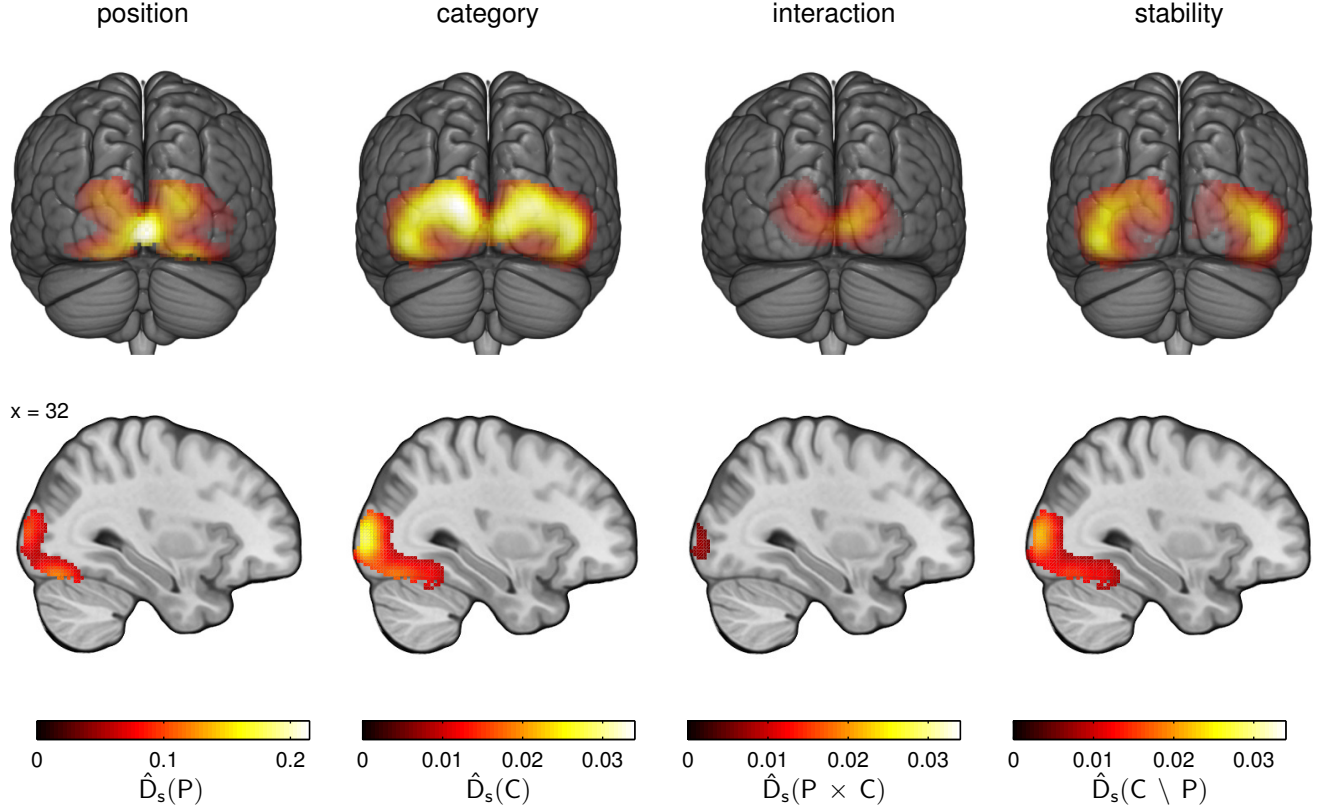 position category interaction stability
x = 32
0 0.1 0.2 0 0.01 0.02 0.03 0 0.01 0.02 0.03 0 0.01 0.02 0.03
D̂ₛ(P) D̂ₛ(C) D̂ₛ(P × C) D̂ₛ(C \ P)